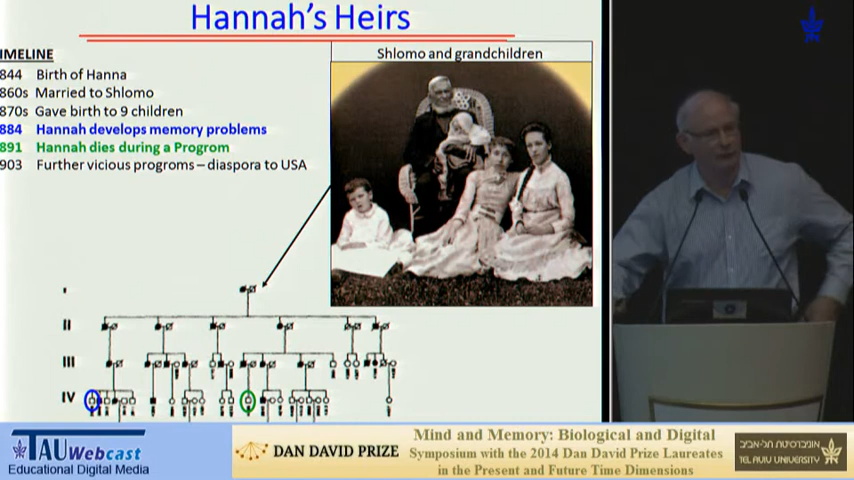 Hannah's Heirs
IMELINE
844 Birth of Hanna
860s Married to Shlomo
870s Gave birth to 9 children
884 Hannah develops memory problems
891 Hannah dies during a Progrom
903 Further vicious progroms – diaspora to USA
Shlomo and grandchildren
I
II
III
IV
TAU Webcast
Educational Digital Media
DAN DAVID PRIZE
Mind and Memory: Biological and Digital
Symposium with the 2014 Dan David Prize Laureates
in the Present and Future Time Dimensions
אוניברסיטת תל-אביב
TEL AVIV UNIVERSITY